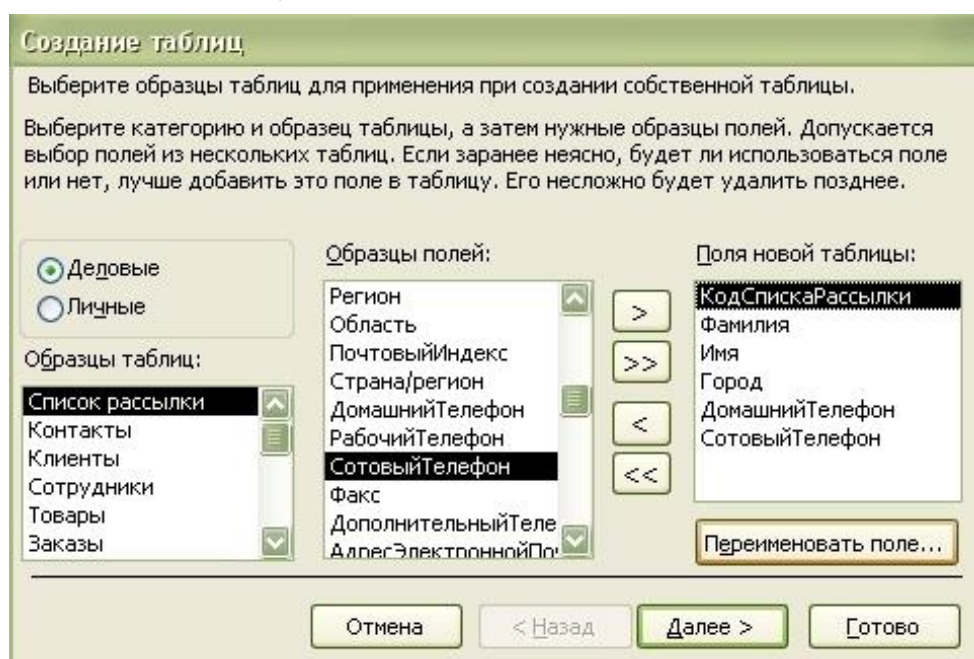 Создание таблиц
Выберите образцы таблиц для применения при создании собственной таблицы.
Выберите категорию и образец таблицы, а затем нужные образцы полей. Допускается
выбор полей из нескольких таблиц. Если заранее неясно, будет ли использоваться поле
или нет, лучше добавить это поле в таблицу. Его несложно будет удалить позднее.
Деловые
Личные
Образцы таблиц:
Список рассылки
Контакты
Клиенты
Сотрудники
Товары
Заказы
Образцы полей:
Регион
Область
ПочтовыйИндекс
Страна/регион
ДомашнийТелефон
РабочийТелефон
СотовыйТелефон
Факс
ДополнительныйТеле
АдресЭлектроннойПо
>
>>
<
<<
Поля новой таблицы:
КодСпискаРассылки
Фамилия
Имя
Город
ДомашнийТелефон
СотовыйТелефон
Переименовать поле...
Отмена
< Назад
Далее >
Готово